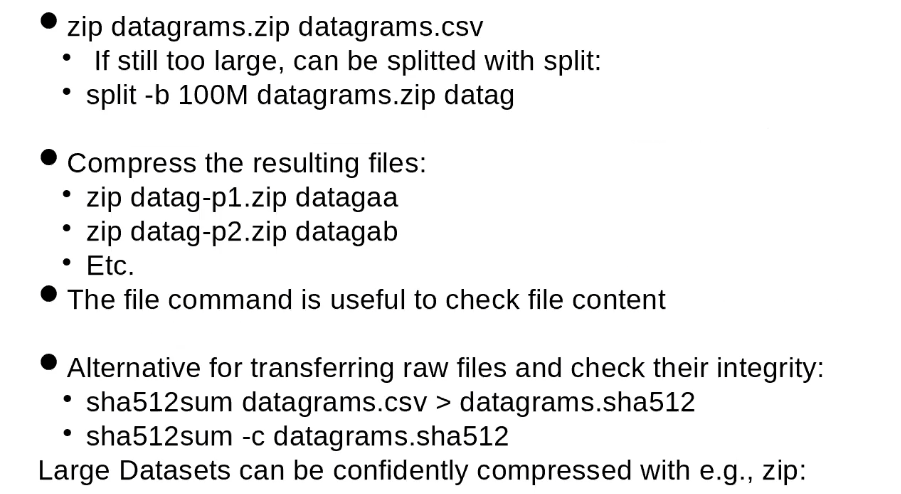 ● zip datagrams.zip datagrams.csv
• If still too large, can be splitted with split:
• split -b 100M datagrams.zip datag
● Compress the resulting files:
• zip datag-p1.zip datagaa
• zip datag-p2.zip datagab
• Etc.
● The file command is useful to check file content
● Alternative for transferring raw files and check their integrity:
• sha512sum datagrams.csv > datagrams.sha512
• sha512sum -c datagrams.sha512
Large Datasets can be confidently compressed with e.g., zip: